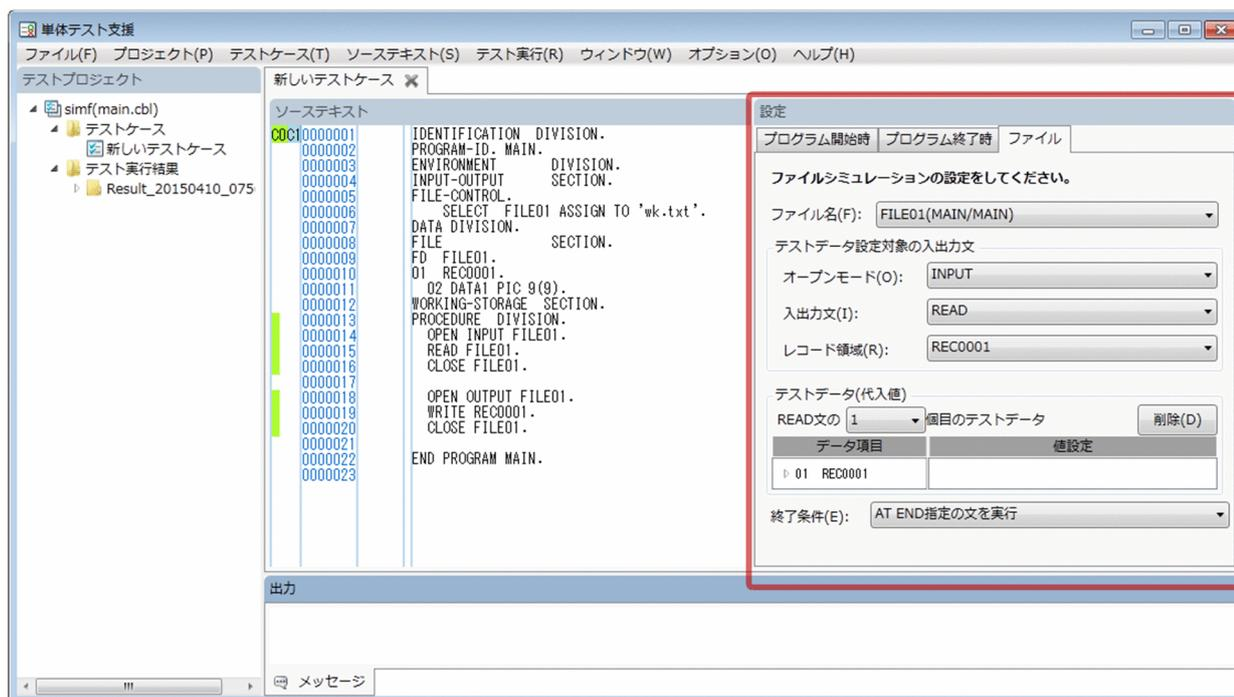 単体テスト支援
ファイル(F) プロジェクト(P) テストケース(T) ソーステキスト(S) テスト実行(R) ウィンドウ(W) オプション(O) ヘルプ(H)
テストプロジェクト
simf(main.cbl)
テストケース
新しいテストケース
テスト実行結果
Result_20150410_075
新しいテストケース
ソーステキスト
C0C1 0000001 IDENTIFICATION DIVISION.
0000002 PROGRAM-ID. MAIN.
0000003 ENVIRONMENT DIVISION.
0000004 INPUT-OUTPUT SECTION.
0000005 FILE-CONTROL.
0000006 SELECT FILE01 ASSIGN TO 'wk.txt'.
0000007 DATA DIVISION.
0000008 FILE SECTION.
0000009 FD FILE01.
0000010 01 REC0001.
0000011 02 DATA1 PIC 9(9).
0000012 WORKING-STORAGE SECTION.
0000013 PROCEDURE DIVISION.
0000014 OPEN INPUT FILE01.
0000015 READ FILE01.
0000016 CLOSE FILE01.
0000017
0000018 OPEN OUTPUT FILE01.
0000019 WRITE REC0001.
0000020 CLOSE FILE01.
0000021
0000022 END PROGRAM MAIN.
0000023
設定
プログラム開始時 プログラム終了時 ファイル
ファイルシミュレーションの設定をしてください。
ファイル名(F): FILE01(MAIN/MAIN)
テストデータ設定対象の入出力文
オープンモード(O): INPUT
入出力文(I): READ
レコード領域(R): REC0001
テストデータ(代入値)
READ文の 1 個目のテストデータ 削除(D)
データ項目 値設定
01 REC0001
終了条件(E): AT END指定の文を実行
出力
メッセージ